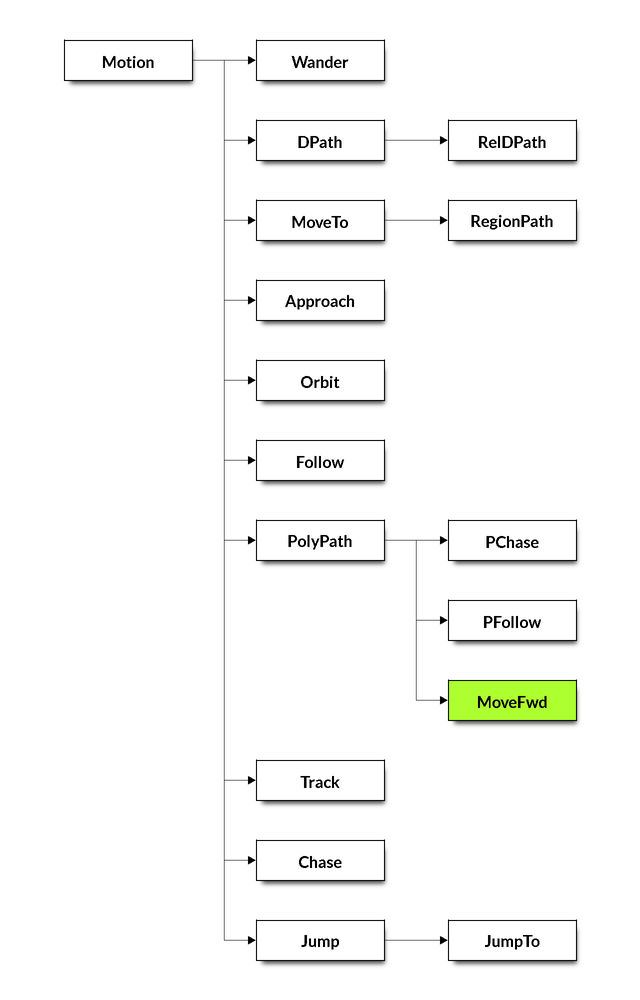 Motion
Wander
DPath
RelDPath
MoveTo
RegionPath
Approach
Orbit
Follow
PolyPath
PChase
PFollow
MoveFwd
Track
Chase
Jump
JumpTo